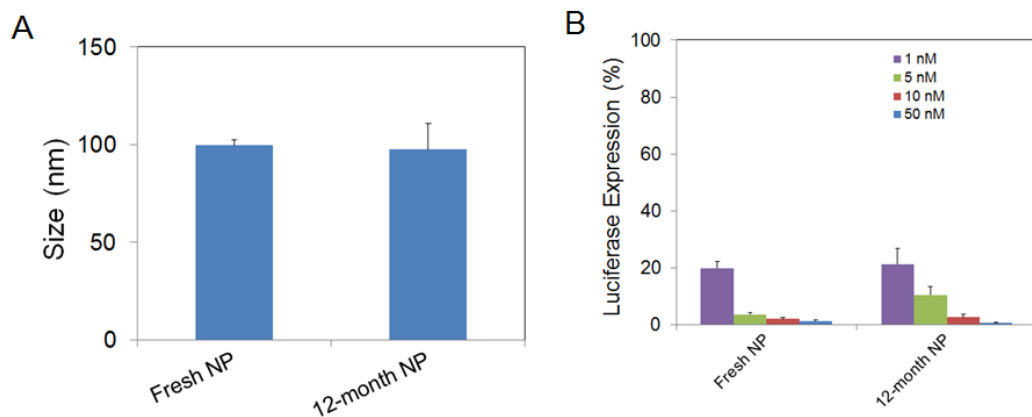 A
Size (nm)
150
100
50
0
Fresh NP
12-month NP
B
Luciferase Expression (%)
100
80
60
40
20
0
1 nM
5 nM
10 nM
50 nM
Fresh NP
12-month NP